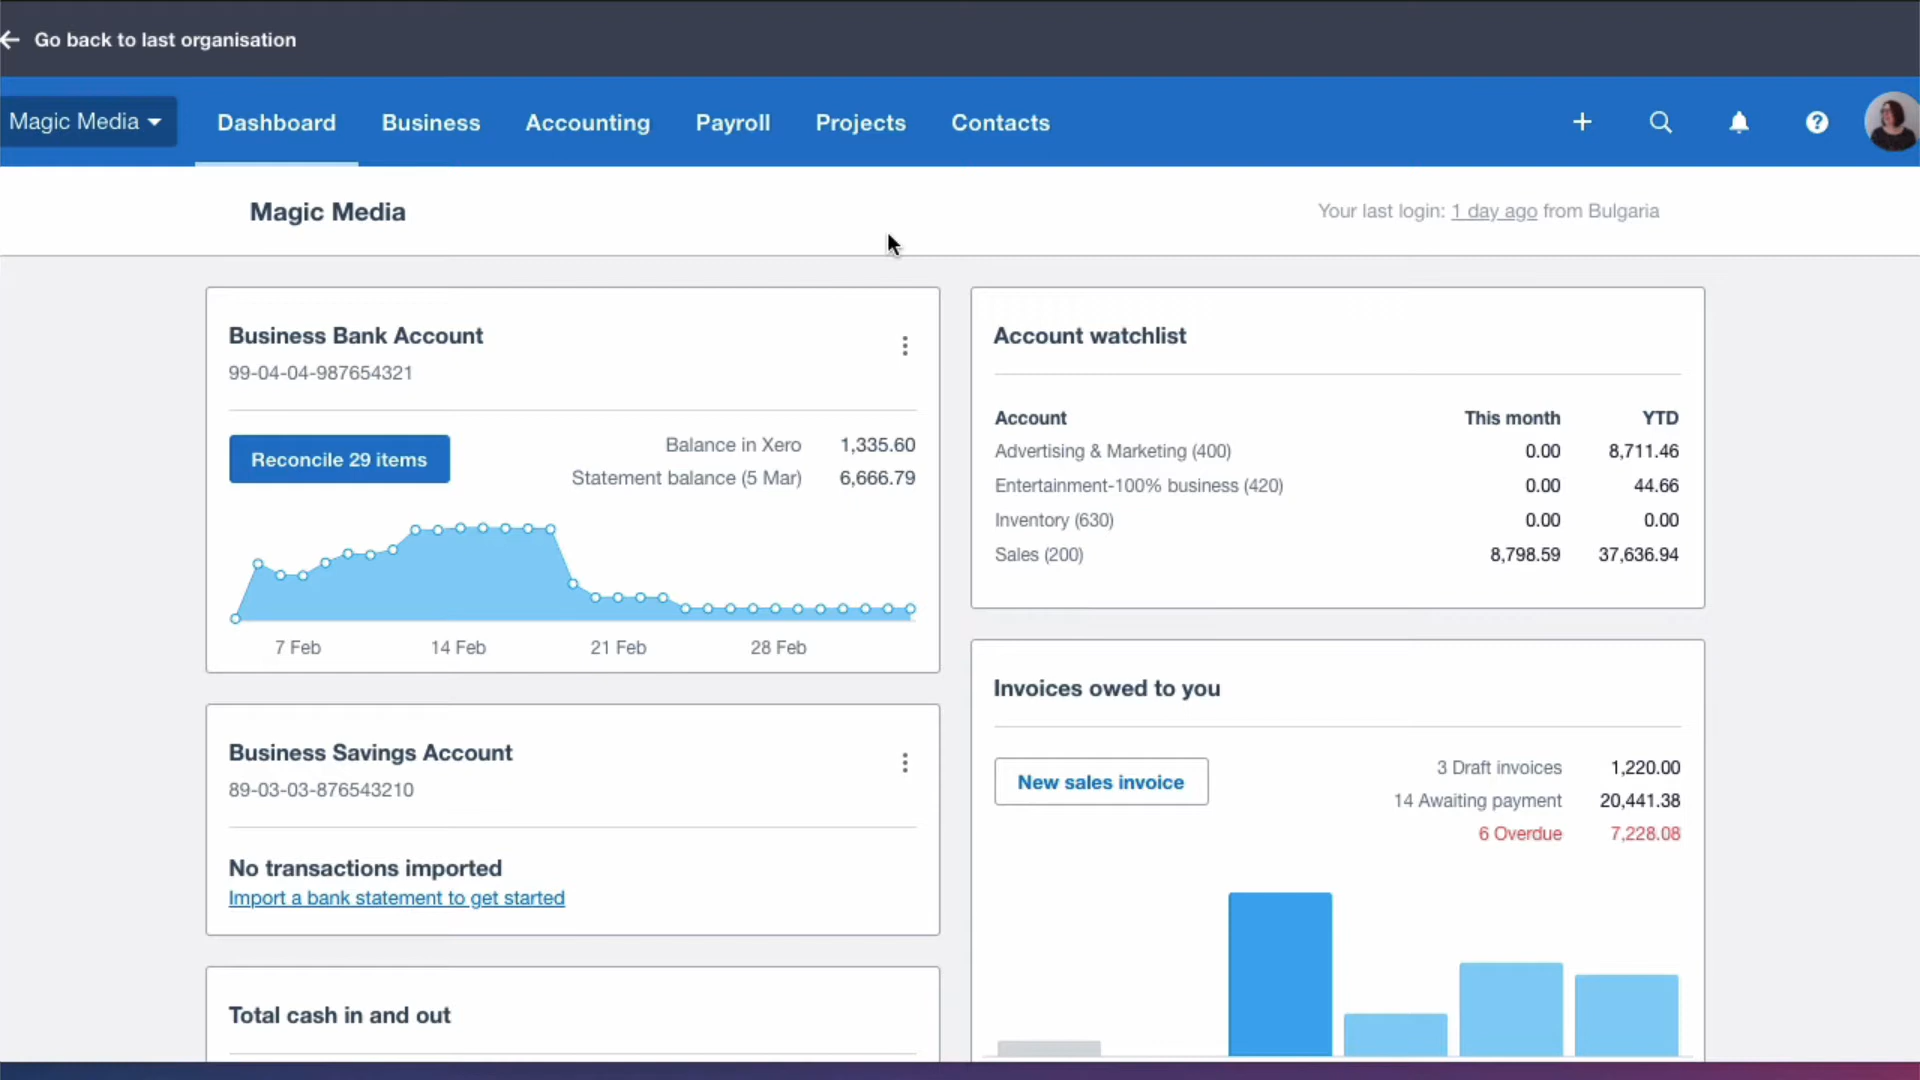 Go back to last organisation
Magic Media Dashboard Business Accounting Payroll Projects Contacts
Magic Media
Your last login: 1 day ago from Bulgaria
Business Bank Account
99-04-04-987654321
Reconcile 29 items
Balance in Xero 1,335.60
Statement balance (5 Mar) 6,666.79
7 Feb 14 Feb 21 Feb 28 Feb
Business Savings Account
89-03-03-876543210
No transactions imported
Import a bank statement to get started
Total cash in and out
Account watchlist
Account This month YTD
Advertising & Marketing (400) 0.00 8,711.46
Entertainment-100% business (420) 0.00 44.66
Inventory (630) 0.00 0.00
Sales (200) 8,798.59 37,636.94
Invoices owed to you
New sales invoice
3 Draft invoices 1,220.00
14 Awaiting payment 20,441.38
6 Overdue 7,228.08